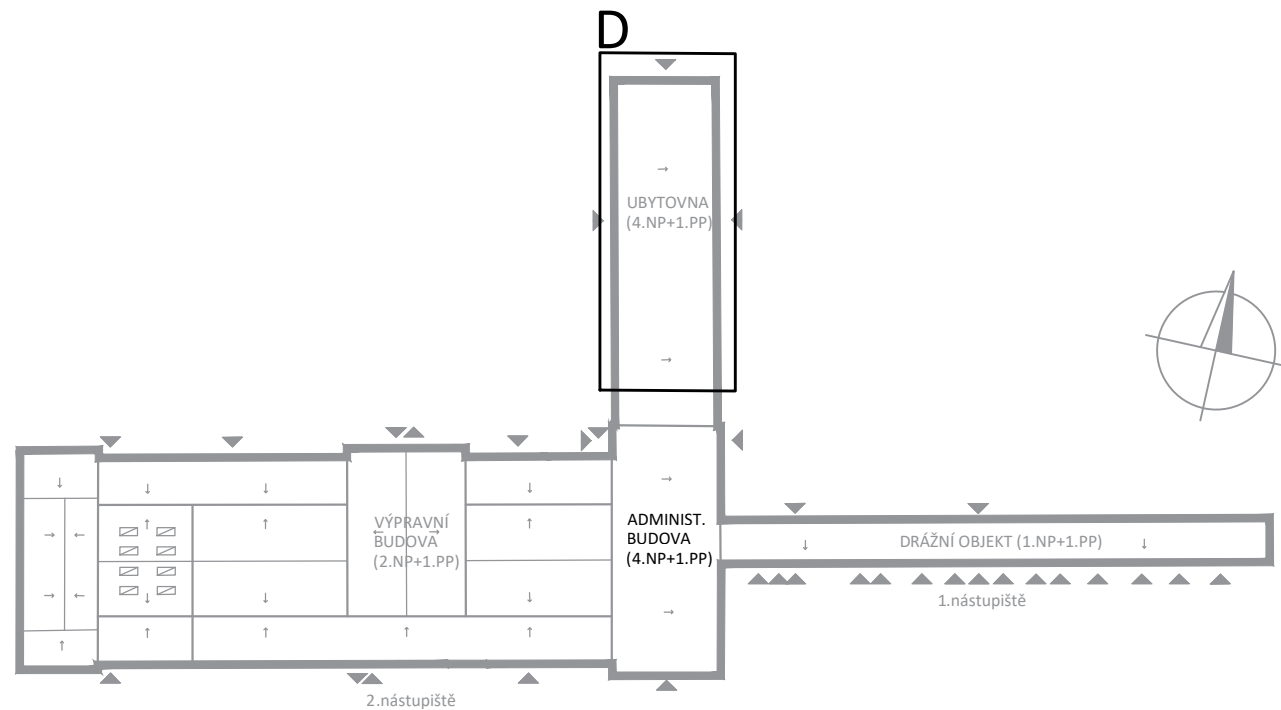 D
UBYTOVNA
(4.NP+1.PP)
VÝPRAVNÍ
BUDOVA
(2.NP+1.PP)
ADMINIST.
BUDOVA
(4.NP+1.PP)
DRÁŽNÍ OBJEKT (1.NP+1.PP)
1.nástupiště
2.nástupiště